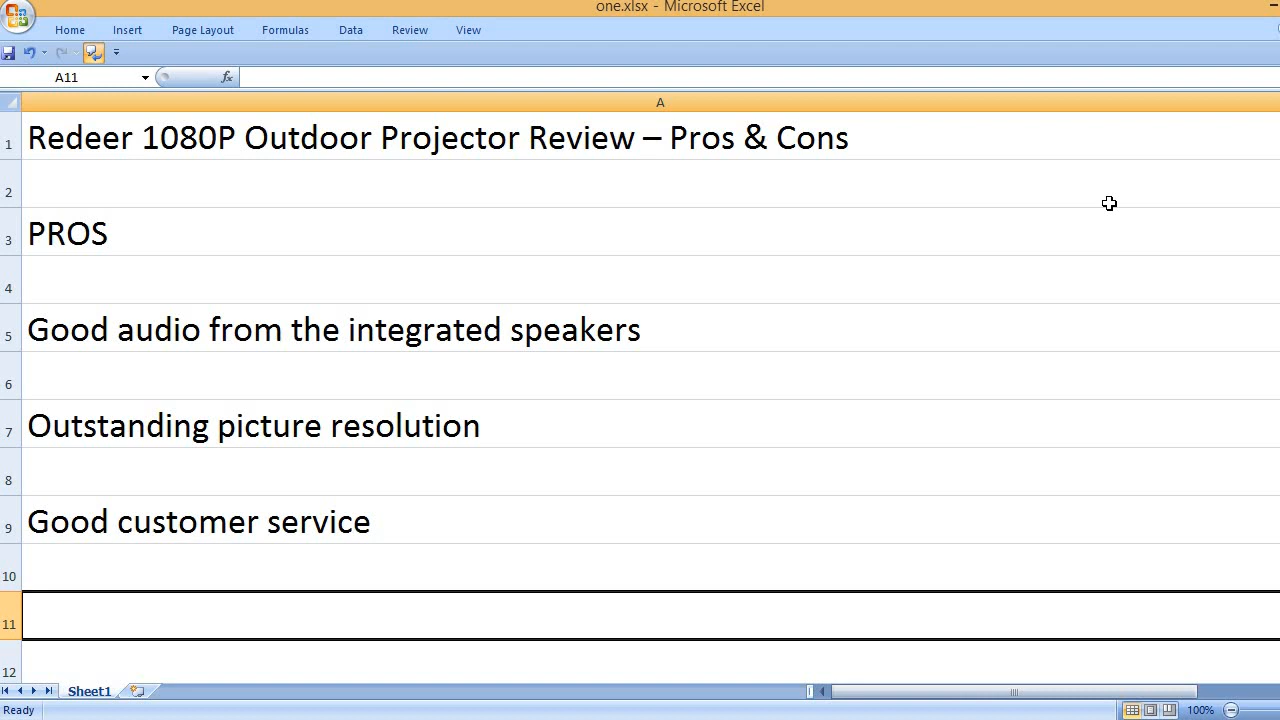 one.xlsx - Microsoft Excel
Home Insert Page Layout Formulas Data Review View
A11 fx
A
1 Redeer 1080P Outdoor Projector Review – Pros & Cons
2
3 PROS
4
5 Good audio from the integrated speakers
6
7 Outstanding picture resolution
8
9 Good customer service
10
11
12
Sheet1
Ready 100%